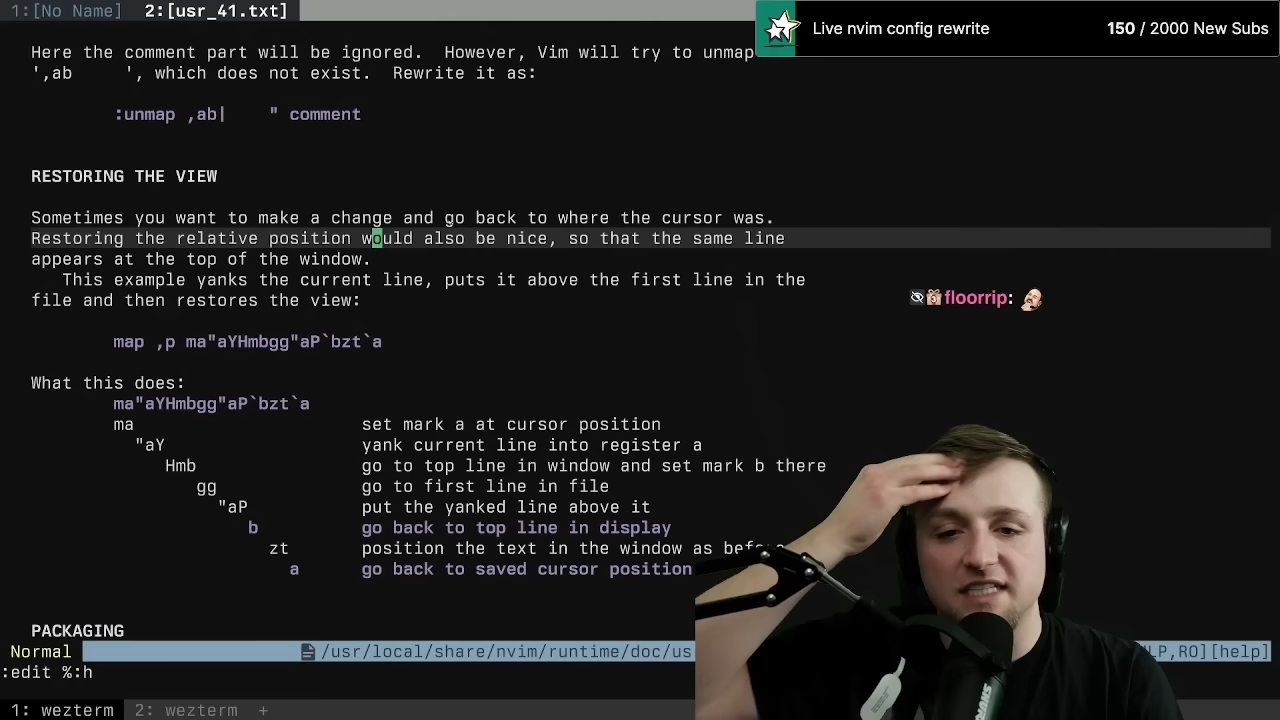 1:[No Name]  2:[usr_41.txt]
Live nvim config rewrite  150 / 2000 New Subs
Here the comment part will be ignored.  However, Vim will try to unmap
',ab     ', which does not exist.  Rewrite it as:
:unmap ,ab|     " comment
RESTORING THE VIEW
Sometimes you want to make a change and go back to where the cursor was.
Restoring the relative position would also be nice, so that the same line
appears at the top of the window.
This example yanks the current line, puts it above the first line in the
file and then restores the view:
floorrip:
map ,p ma"aYHmbgg"aP`bzt`a
What this does:
ma"aYHmbgg"aP`bzt`a
ma  set mark a at cursor position
"aY  yank current line into register a
Hmb  go to top line in window and set mark b there
gg  go to first line in file
"aP  put the yanked line above it
b  go back to top line in display
zt  position the text in the window as before
a  go back to saved cursor position
PACKAGING
Normal  /usr/local/share/nvim/runtime/doc/us  LP,RO][help]
:edit %:h
SHURE
1: wezterm  2: wezterm  +